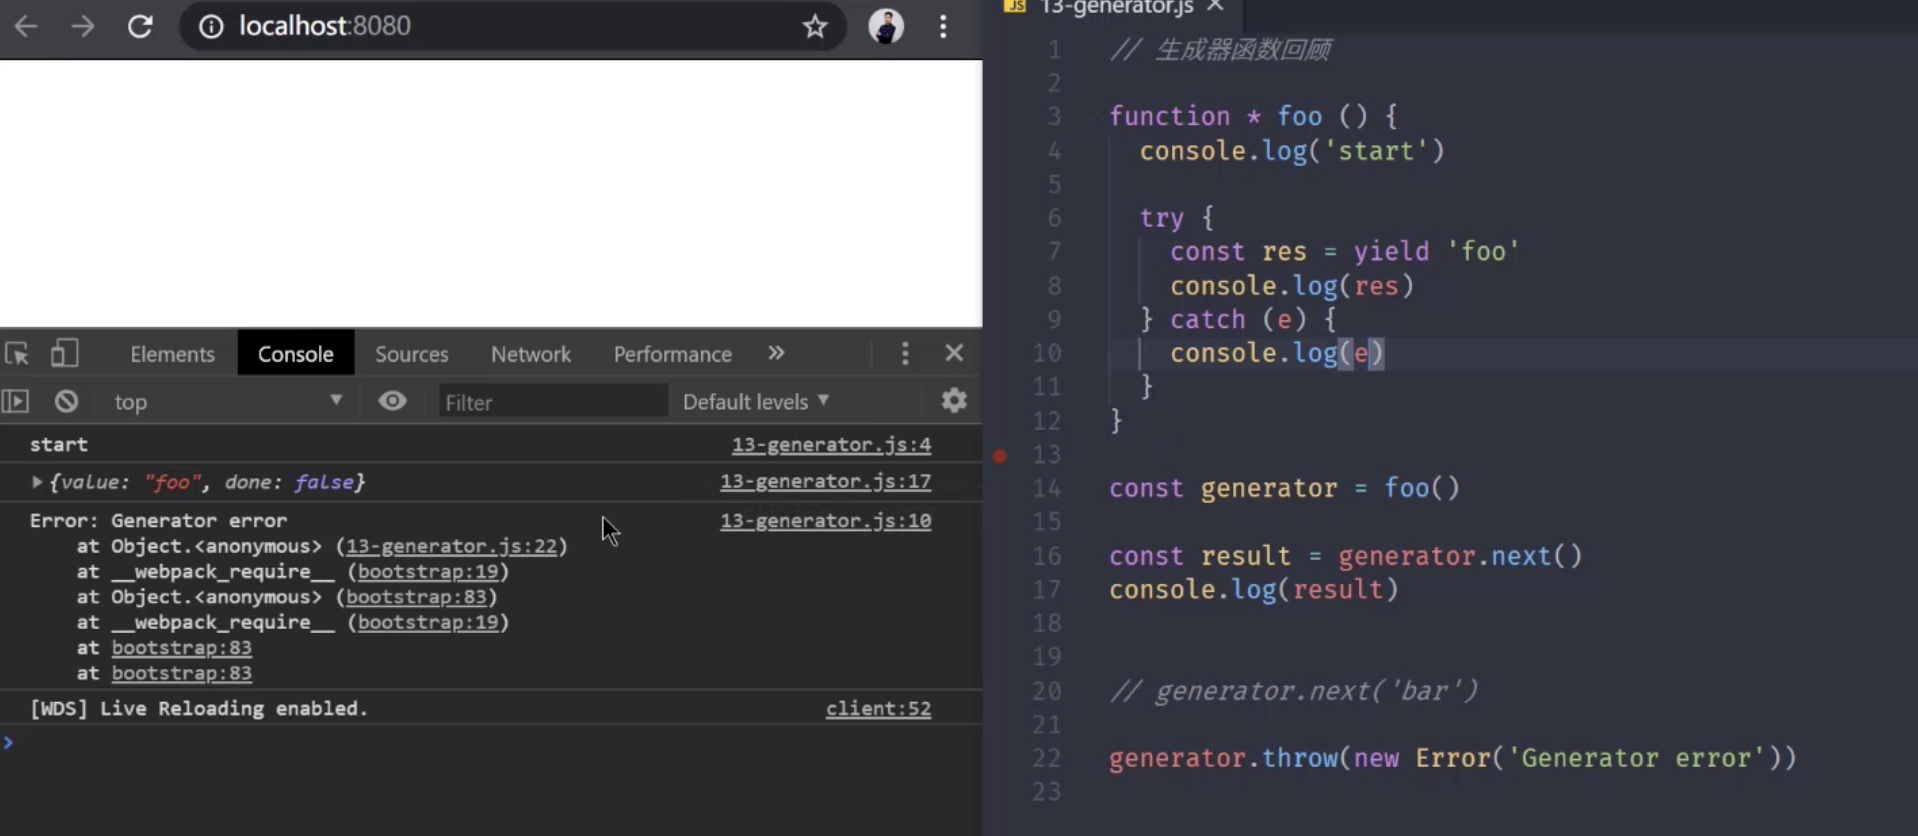 localhost:8080
Elements Console Sources Network Performance »
top Filter Default levels ▼
start 13-generator.js:4
{value: "foo", done: false} 13-generator.js:17
Error: Generator error 13-generator.js:10
at Object.<anonymous> (13-generator.js:22)
at __webpack_require__ (bootstrap:19)
at Object.<anonymous> (bootstrap:83)
at __webpack_require__ (bootstrap:19)
at bootstrap:83
at bootstrap:83
[WDS] Live Reloading enabled. client:52
JS 13-generator.js
1 // 生成器函数回顾
2
3 function * foo () {
4 console.log('start')
5
6 try {
7 const res = yield 'foo'
8 console.log(res)
9 } catch (e) {
10 console.log(e)
11 }
12 }
13
14 const generator = foo()
15
16 const result = generator.next()
17 console.log(result)
18
19
20 // generator.next('bar')
21
22 generator.throw(new Error('Generator error'))
23